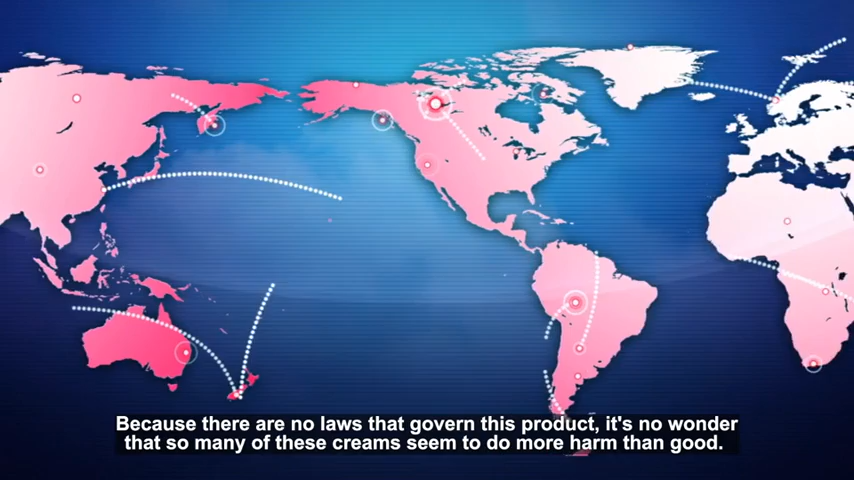 Because there are no laws that govern this product, it's no wonder
that so many of these creams seem to do more harm than good.